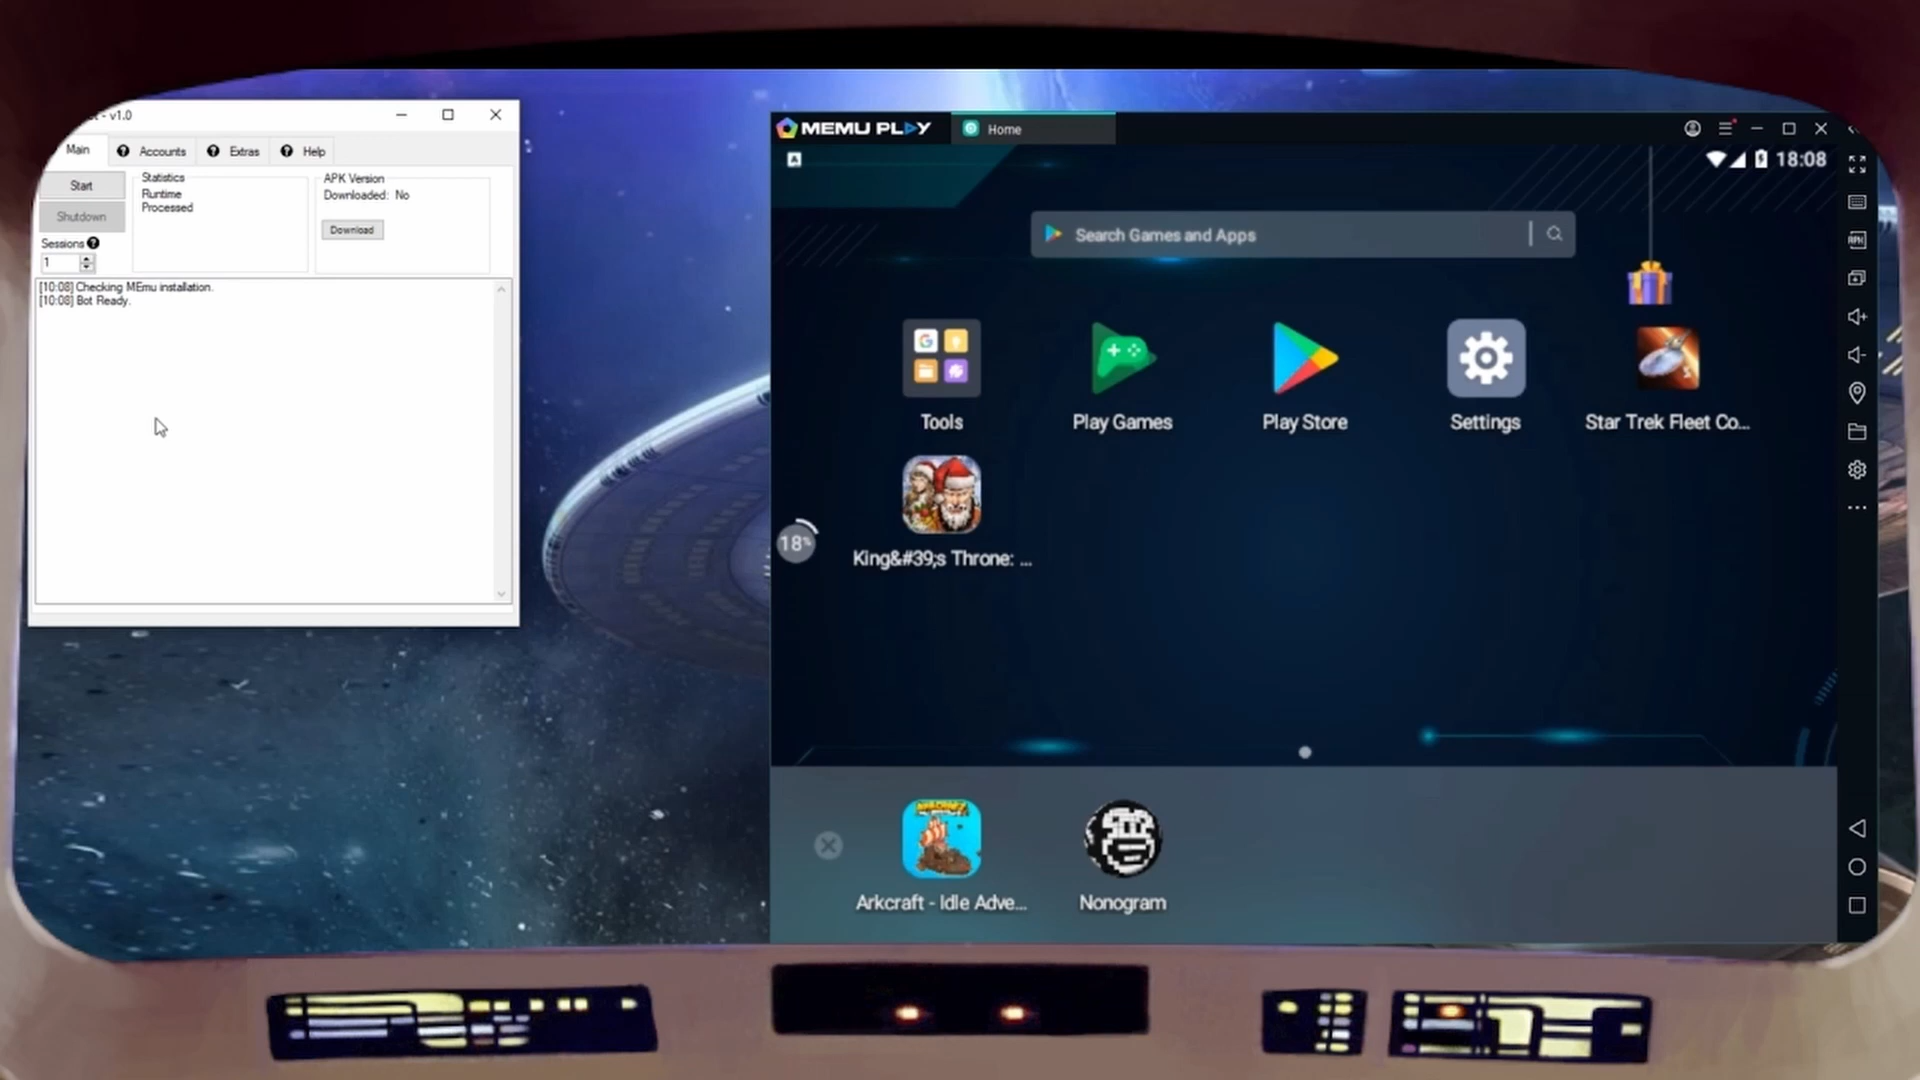 - v1.0
Main
Accounts
Extras
Help
Start
Shutdown
Sessions
1
Statistics
Runtime
Processed
APK Version
Downloaded: No
Download
[10:08] Checking MEmu installation.
[10:08] Bot Ready.
MEMU PLAY
Home
18:08
Search Games and Apps
Tools
Play Games
Play Store
Settings
Star Trek Fleet Co...
18%
King&#39;s Throne: ...
Arkcraft - Idle Adve...
Nonogram